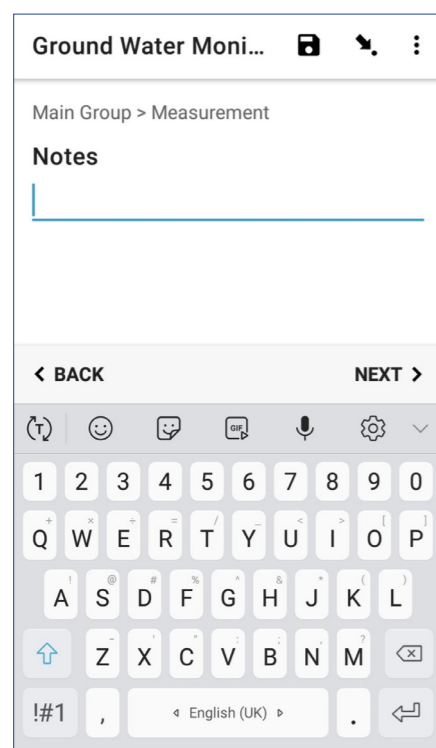 Ground Water Moni...
Main Group > Measurement
Notes
< BACK NEXT >
T GIF
1 2 3 4 5 6 7 8 9 0
+ × ÷ = / _ < > [ ]
Q W E R T Y U I O P
! @ # % ^ & * ( )
A S D F G H J K L
- ' " : ; , ?
Z X C V B N M
!#1 , English (UK) .